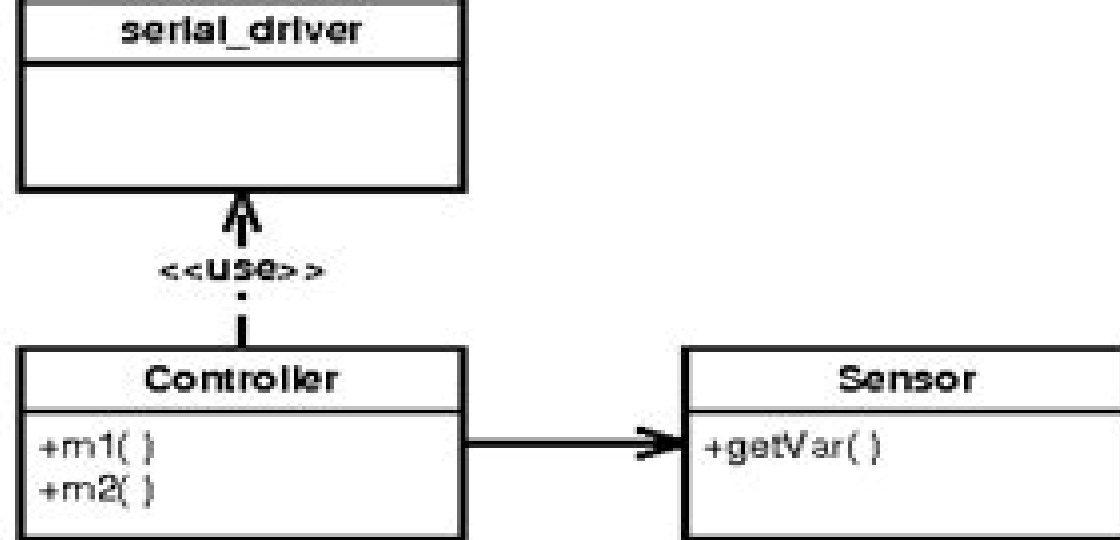 serial_driver
<<use>>
Controller
Sensor
+m1( )
+m2( )
+getVar( )